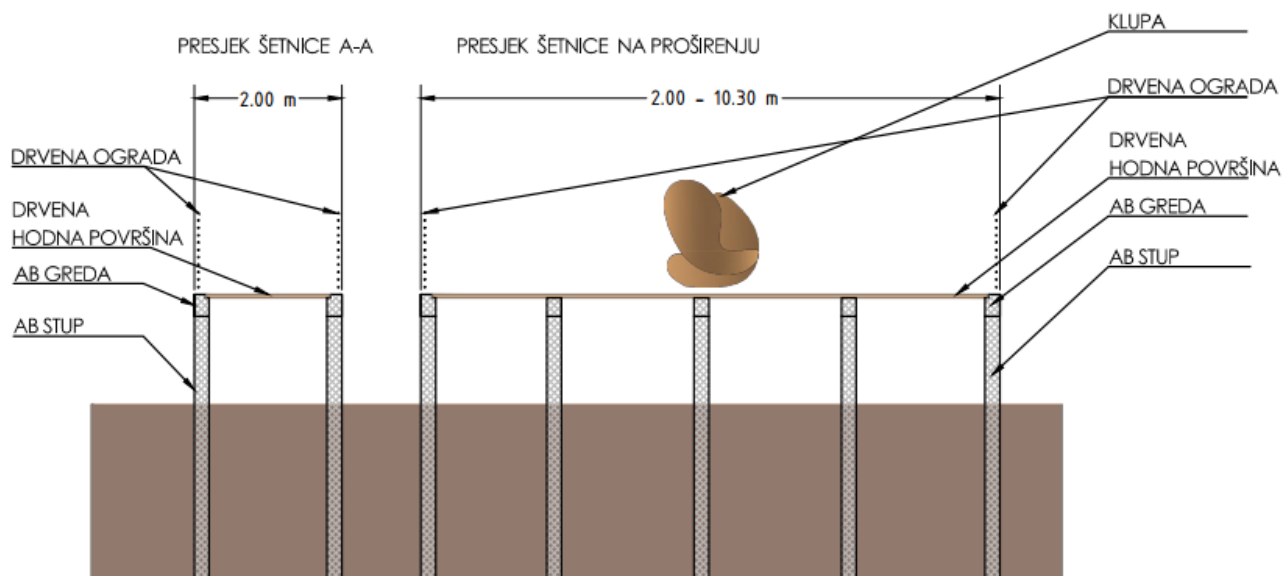 KLUPA
PRESJEK ŠETNICE A-A
PRESJEK ŠETNICE NA PROŠIRENJU
2.00 m
2.00 - 10.30 m
DRVENA OGRADA
DRVENA
HODNA POVRŠINA
AB GREDA
AB STUP
DRVENA OGRADA
DRVENA
HODNA POVRŠINA
AB GREDA
AB STUP